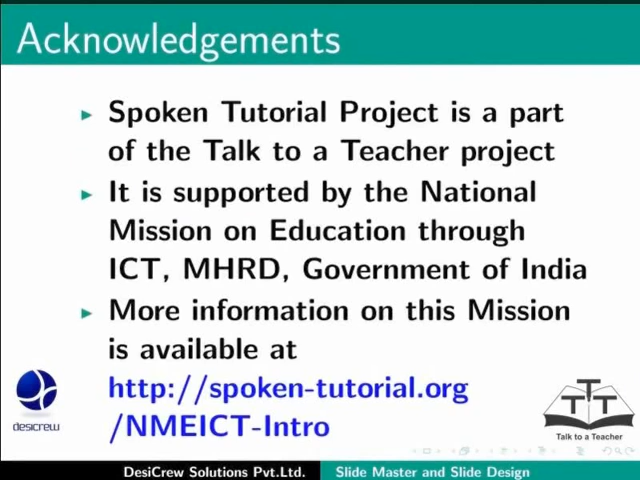 Acknowledgements
Spoken Tutorial Project is a part
of the Talk to a Teacher project
It is supported by the National
Mission on Education through
ICT, MHRD, Government of India
More information on this Mission
is available at
http://spoken-tutorial.org
/NMEICT-Intro
desicrew
TTT
Talk to a Teacher
DesiCrew Solutions Pvt.Ltd.
Slide Master and Slide Design